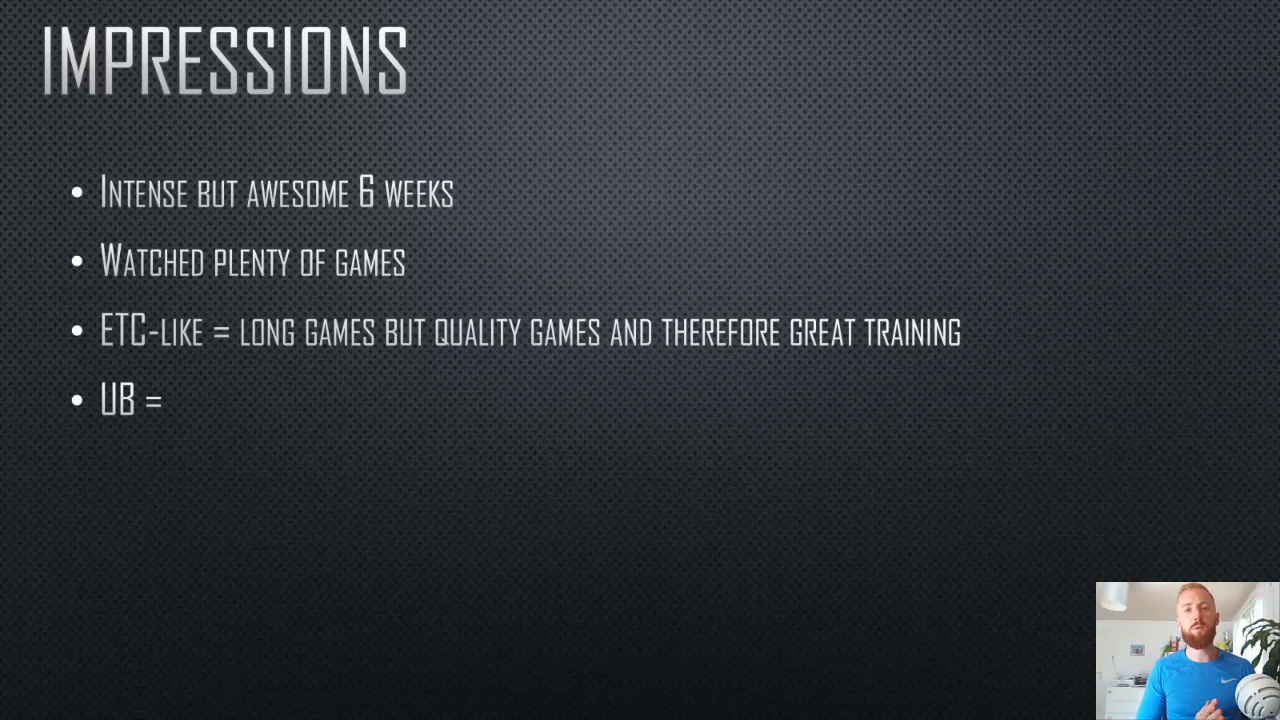 IMPRESSIONS
• INTENSE BUT AWESOME 6 WEEKS
• WATCHED PLENTY OF GAMES
• ETC-LIKE = LONG GAMES BUT QUALITY GAMES AND THEREFORE GREAT TRAINING
• UB =